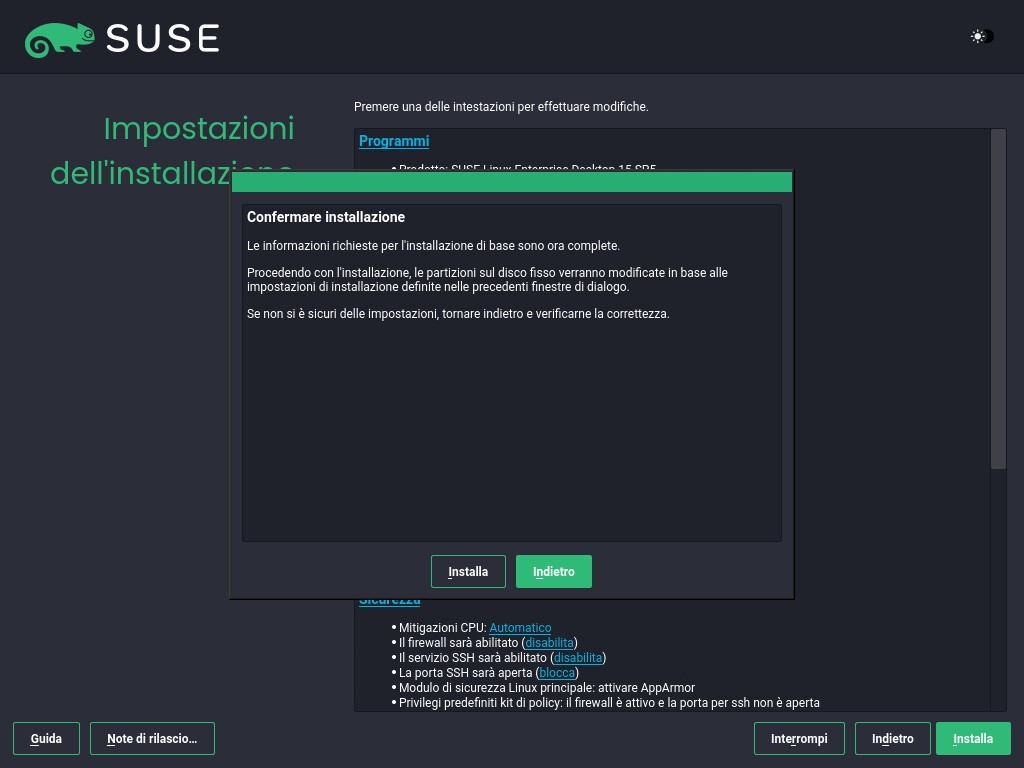 SUSE
Impostazioni
dell'installazione
Premere una delle intestazioni per effettuare modifiche.
Programmi
Prodotto: SUSE Linux Enterprise Desktop 15 SP5
Confermare installazione
Le informazioni richieste per l'installazione di base sono ora complete.
Procedendo con l'installazione, le partizioni sul disco fisso verranno modificate in base alle
impostazioni di installazione definite nelle precedenti finestre di dialogo.
Se non si è sicuri delle impostazioni, tornare indietro e verificarne la correttezza.
Installa Indietro
Sicurezza
• Mitigazioni CPU: Automatico
• Il firewall sarà abilitato (disabilita)
• Il servizio SSH sarà abilitato (disabilita)
• La porta SSH sarà aperta (blocca)
• Modulo di sicurezza Linux principale: attivare AppArmor
• Privilegi predefiniti kit di policy: il firewall è attivo e la porta per ssh non è aperta
Guida Note di rilascio... Interrompi Indietro Installa